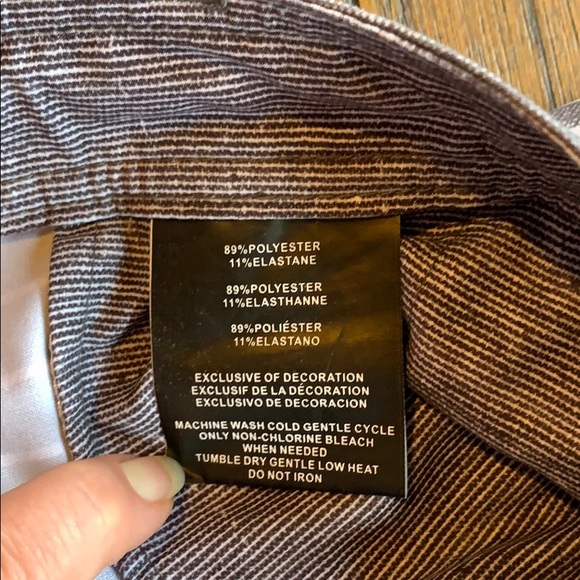 89%POLYESTER
11%ELASTANE
89%POLYESTER
11%ELASTHANNE
89%POLIÉSTER
11%ELASTANO
EXCLUSIVE OF DECORATION
EXCLUSIF DE LA DÉCORATION
EXCLUSIVO DE DECORACION
MACHINE WASH COLD GENTLE CYCLE
ONLY NON-CHLORINE BLEACH
WHEN NEEDED
TUMBLE DRY GENTLE LOW HEAT
DO NOT IRON